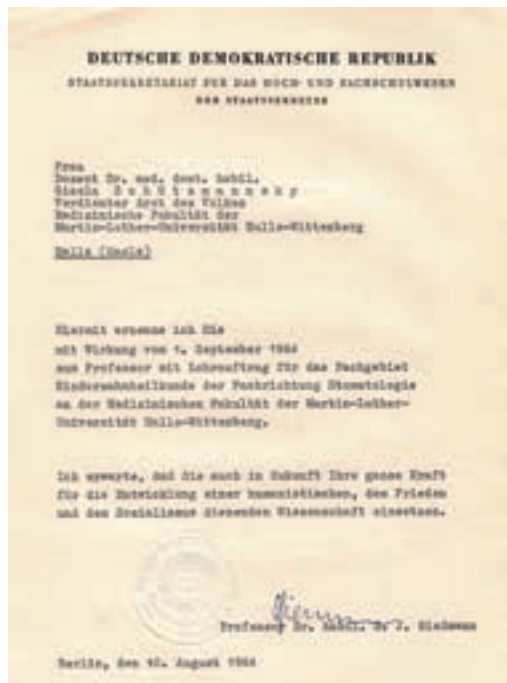 DEUTSCHE DEMOKRATISCHE REPUBLIK
STAATSSEKRETARIAT FÜR DAS HOCH- UND FACHSCHULWESEN
DER STAATSSEKRETÄR
Frau
Dozent Dr. med. dent. habil.
Gisela Schützmannsky
Verdienter Arzt des Volkes
Medizinische Fakultät der
Martin-Luther-Universität Halle-Wittenberg
Halle (Saale)
Hiermit ernenne ich Sie
mit Wirkung vom 1. September
zum Professor mit Lehrauftrag für das Fachgebiet
Kinderzahnheilkunde der Fachrichtung Stomatologie
an der Medizinischen Fakultät der Martin-Luther-
Universität Halle-Wittenberg.
Ich erwarte, daß Sie auch in Zukunft Ihre ganze Kraft
für die Entwicklung einer humanistischen, dem Frieden
und dem Sozialismus dienenden Wissenschaft einsetzen.
Professor Dr. habil.
Berlin, den 10. August